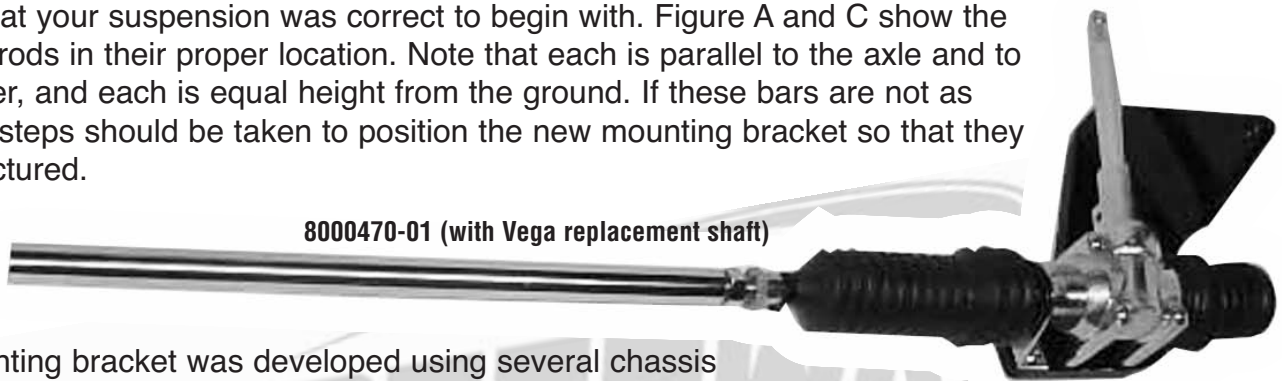 at your suspension was correct to begin with. Figure A and C show the
rods in their proper location. Note that each is parallel to the axle and to
er, and each is equal height from the ground. If these bars are not as
steps should be taken to position the new mounting bracket so that they
ctured.
8000470-01 (with Vega replacement shaft)
nting bracket was developed using several chassis